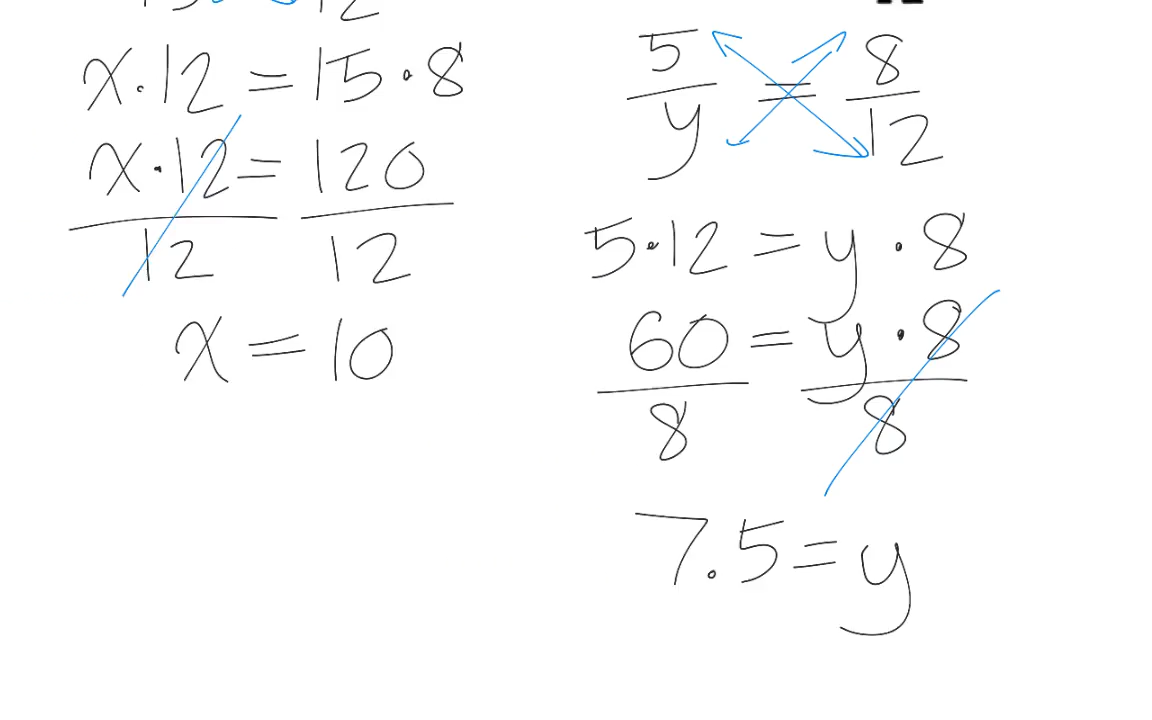 x·12=15·8
x·12=120
12 12
x=10
5 8
y = 12
5·12=y·8
60=y·8
8 8
7.5=y